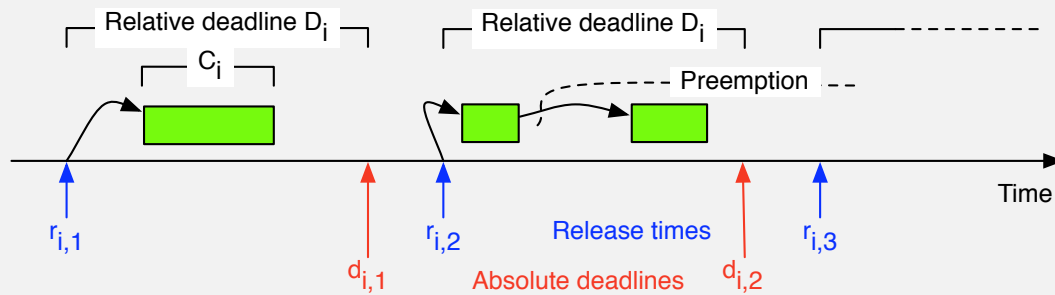 Relative deadline Di
Relative deadline Di
Ci
Preemption
Time
ri,1
ri,2
Release times
ri,3
di,1
Absolute deadlines
di,2